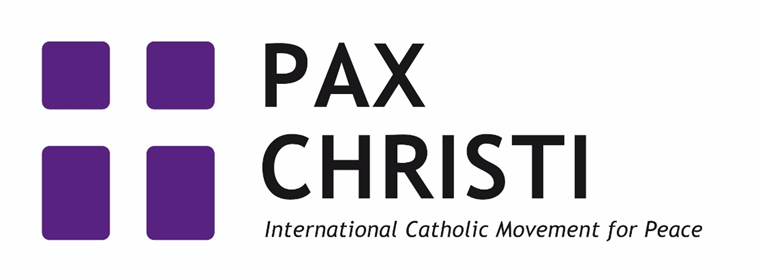 PAX
CHRISTI
International Catholic Movement for Peace